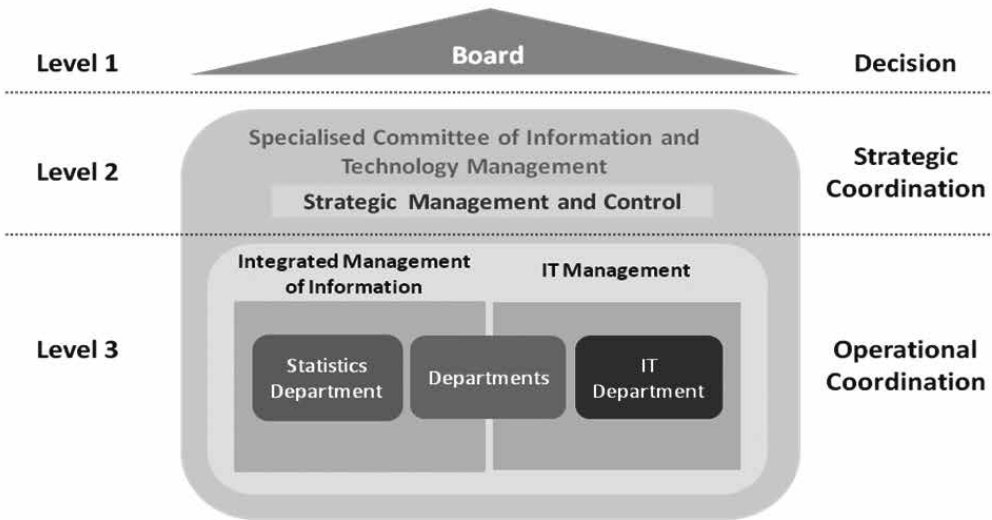 Level 1
Board
Decision
Specialised Committee of Information and
Technology Management
Level 2
Strategic
Coordination
Strategic Management and Control
Integrated Management
of Information
IT Management
Level 3
Statistics
Department
Departments
IT
Department
Operational
Coordination